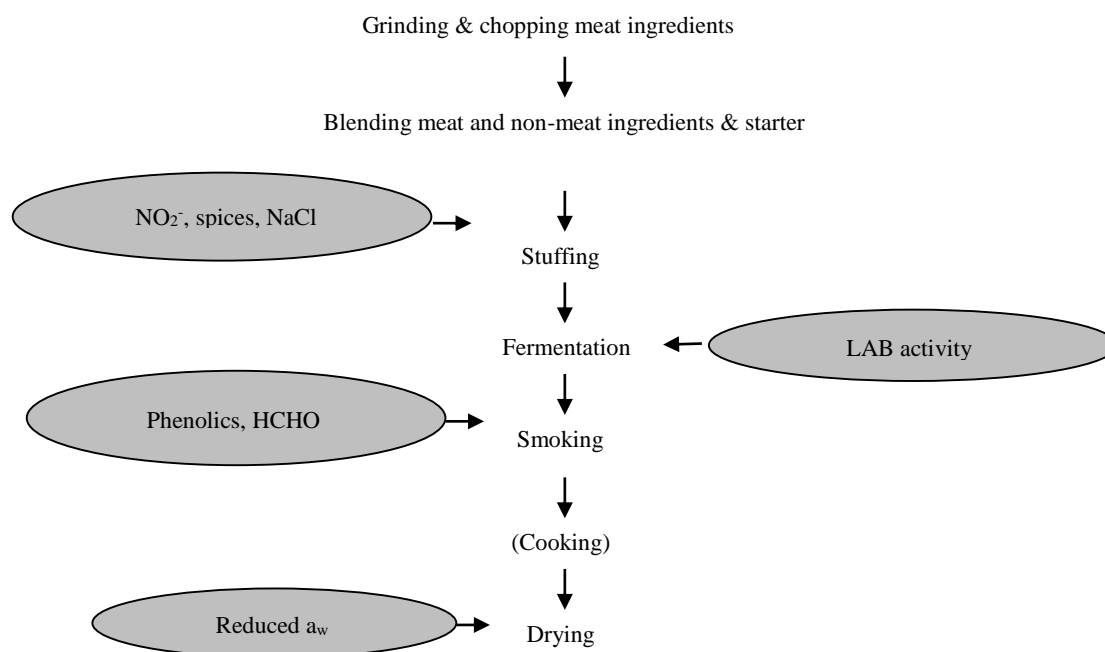 Grinding & chopping meat ingredients
Blending meat and non-meat ingredients & starter
NO₂⁻, spices, NaCl
Stuffing
Fermentation
LAB activity
Phenolics, HCHO
Smoking
(Cooking)
Reduced a_w
Drying